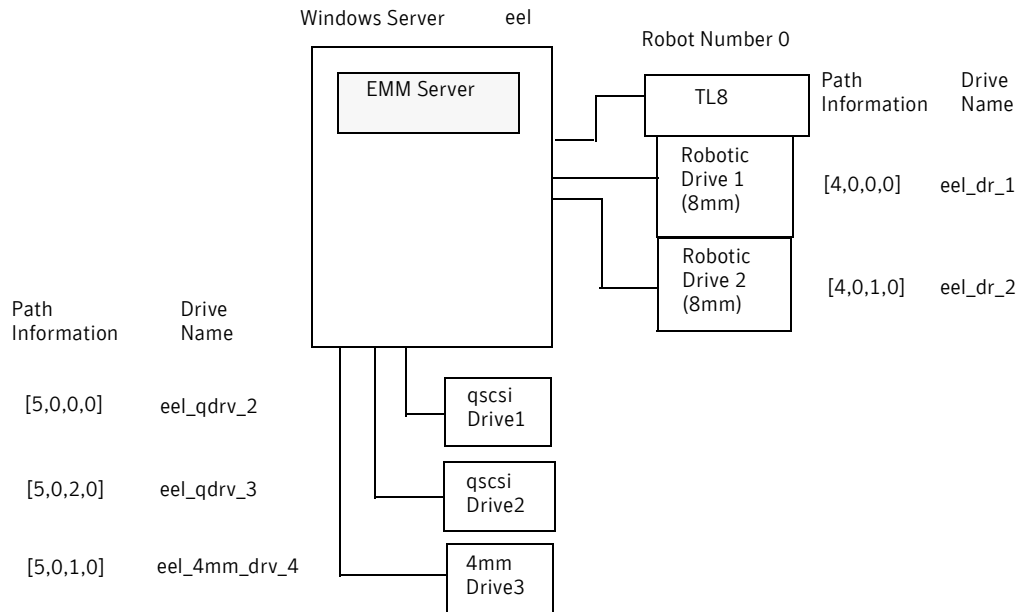 Windows Server eel
Robot Number 0
EMM Server
TL8
Path
Information
Drive
Name
Robotic
Drive 1
(8mm)
[4,0,0,0] eel_dr_1
Robotic
Drive 2
(8mm)
[4,0,1,0] eel_dr_2
Path
Information
Drive
Name
[5,0,0,0] eel_qdrv_2
qscsi
Drive1
[5,0,2,0] eel_qdrv_3
qscsi
Drive2
[5,0,1,0] eel_4mm_drv_4
4mm
Drive3